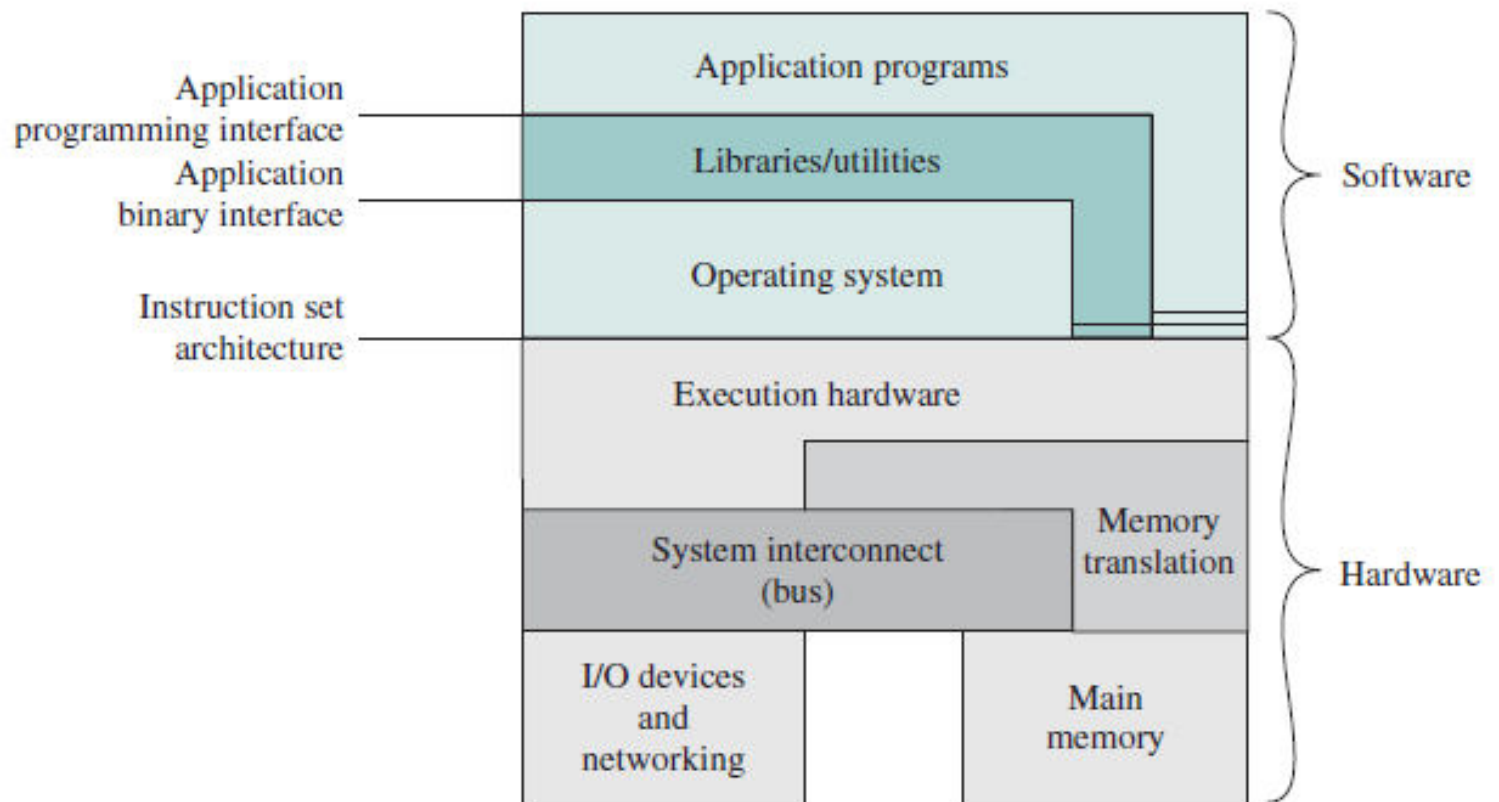 Application programs
Application
programming interface
Libraries/utilities
Application
binary interface
Software
Operating system
Instruction set
architecture
Execution hardware
Memory
translation
System interconnect
(bus)
Hardware
I/O devices
and
networking
Main
memory